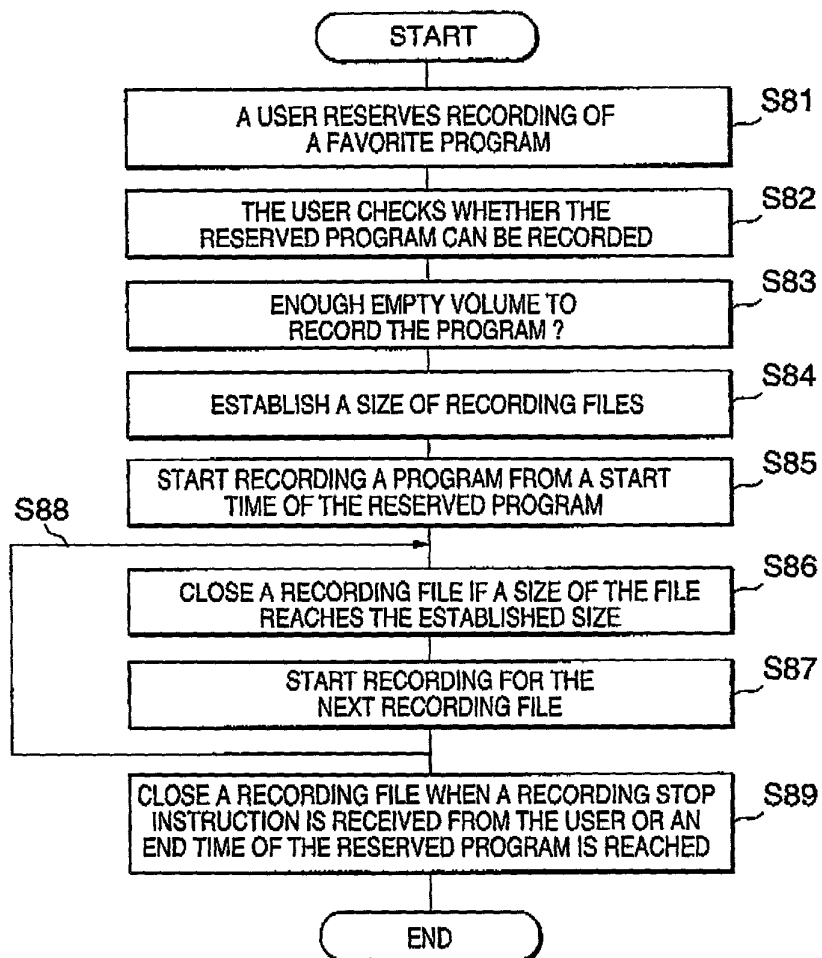 START
S81
A USER RESERVES RECORDING OF
A FAVORITE PROGRAM
S82
THE USER CHECKS WHETHER THE
RESERVED PROGRAM CAN BE RECORDED
S83
ENOUGH EMPTY VOLUME TO
RECORD THE PROGRAM ?
S84
ESTABLISH A SIZE OF RECORDING FILES
S85
START RECORDING A PROGRAM FROM A START
TIME OF THE RESERVED PROGRAM
S88
S86
CLOSE A RECORDING FILE IF A SIZE OF THE FILE
REACHES THE ESTABLISHED SIZE
S87
START RECORDING FOR THE
NEXT RECORDING FILE
S89
CLOSE A RECORDING FILE WHEN A RECORDING STOP
INSTRUCTION IS RECEIVED FROM THE USER OR AN
END TIME OF THE RESERVED PROGRAM IS REACHED
END